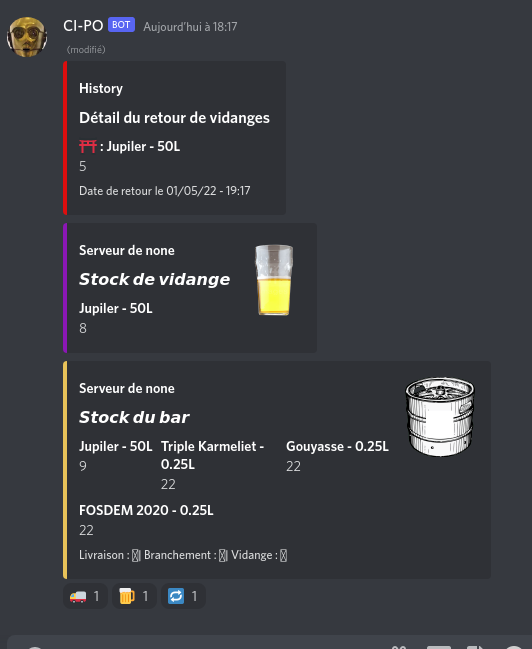 CI-PO BOT Aujourd'hui à 18:17
(modifié)
History
Détail du retour de vidanges
⛩️ : Jupiler - 50L
5
Date de retour le 01/05/22 - 19:17
Serveur de none
Stock de vidange
Jupiler - 50L
8
Serveur de none
Stock du bar
Jupiler - 50L
9
Triple Karmeliet -
0.25L
22
Gouyasse - 0.25L
22
FOSDEM 2020 - 0.25L
22
Livraison : | Branchement : | Vidange :
1 1 1